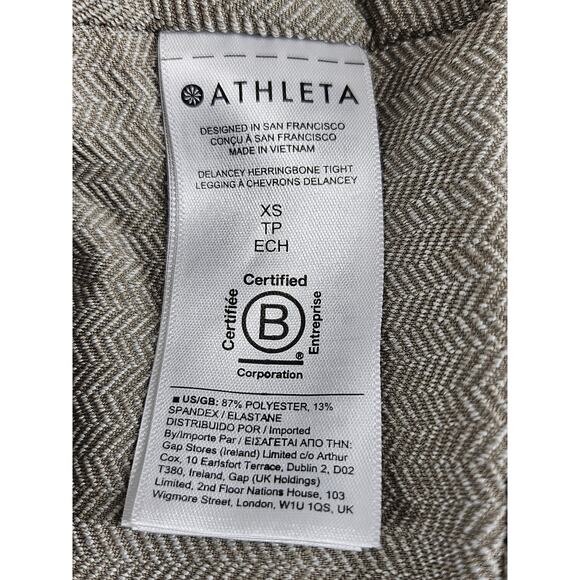 ATHLETA
DESIGNED IN SAN FRANCISCO
CONÇU À SAN FRANCISCO
MADE IN VIETNAM
DELANCEY HERRINGBONE TIGHT
LEGGING À CHEVRONS DELANCEY
XS
TP
ECH
Certified
Certifiée
B
Entreprise
®
Corporation
■ US/GB: 87% POLYESTER, 13%
SPANDEX / ELASTANE
DISTRIBUIDO POR / Imported
By/Importe Par / ΕΙΣΑΓΕΤΑΙ ΑΠΟ ΤΗΝ:
Gap Stores (Ireland) Limited c/o Arthur
Cox, 10 Earlsfort Terrace, Dublin 2, D02
T380, Ireland, Gap (UK Holdings)
Limited, 2nd Floor Nations House, 103
Wigmore Street, London, W1U 1QS, UK